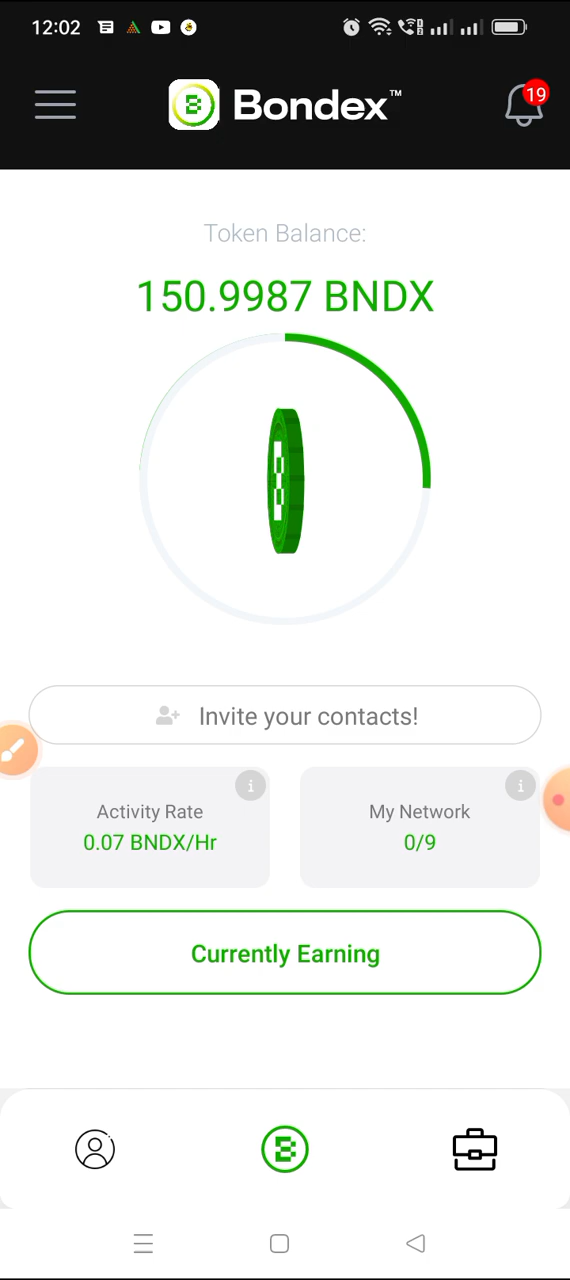 12:02
19
Bondex™
Token Balance:
150.9987 BNDX
Invite your contacts!
Activity Rate
0.07 BNDX/Hr
My Network
0/9
Currently Earning